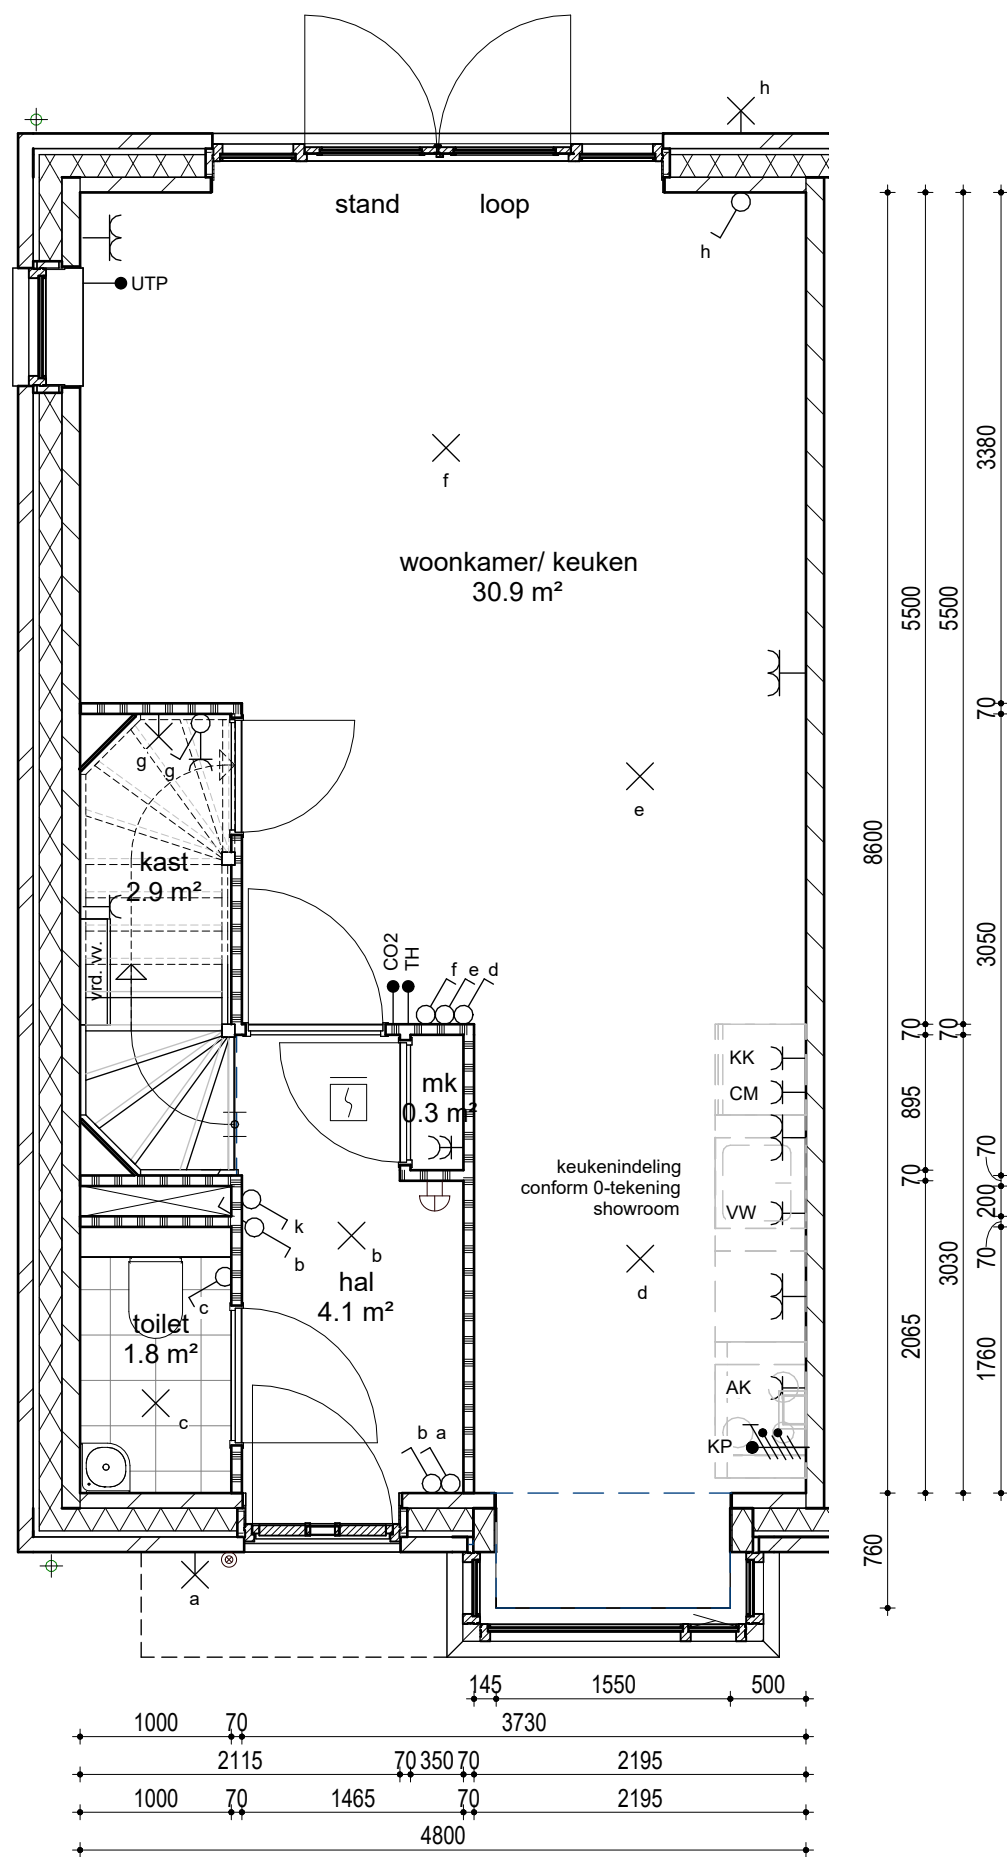 h
stand loop
h
UTP
f
woonkamer/ keuken
30.9 m²
g g
e
kast
2.9 m²
vrd. vv.
CO2
TH
f e d
KK
mk
0.3 m²
CM
keukenindeling
conform 0-tekening
showroom
VW
k
b
b
hal
4.1 m²
d
c
toilet
1.8 m²
c
AK
b a
KP
a
3380
5500
5500
70
8600
3050
70
70
895
70
70
200
70
3030
2065
1760
760
145 1550 500
1000 70 3730
2115 70 350 70 2195
1000 70 1465 70 2195
4800